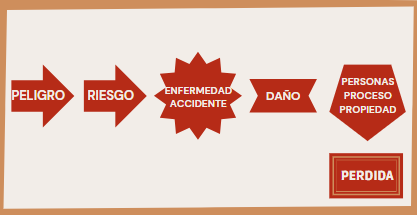 PELIGRO
RIESGO
ENFERMEDAD
ACCIDENTE
DAÑO
PERSONAS
PROCESO
PROPIEDAD
PERDIDA